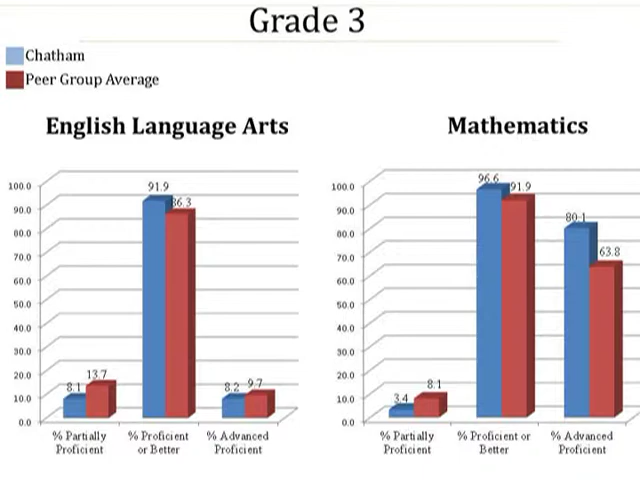 Grade 3
Chatham
Peer Group Average
English Language Arts
100.0
90.0
80.0
70.0
60.0
50.0
40.0
30.0
20.0
10.0
0.0
8.1
13.7
91.9
86.3
8.2
9.7
% Partially
Proficient
% Proficient
or Better
% Advanced
Proficient
Mathematics
100.0
90.0
80.0
70.0
60.0
50.0
40.0
30.0
20.0
10.0
0.0
3.4
8.1
96.6
91.9
80.1
63.8
% Partially
Proficient
% Proficient or
Better
% Advanced
Proficient